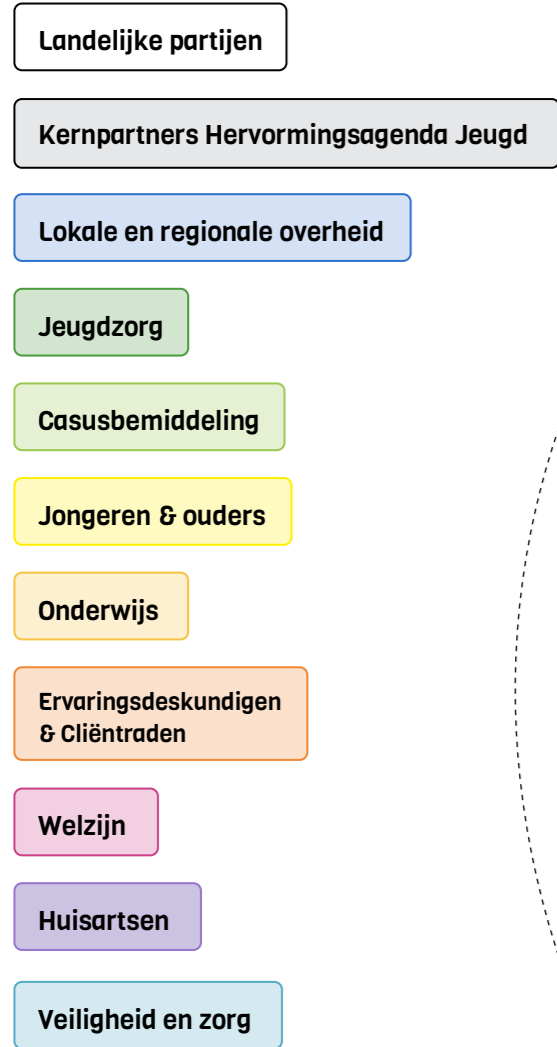 Landelijke partijen
Kernpartners Hervormingsagenda Jeugd
Lokale en regionale overheid
Jeugdzorg
Casusbemiddeling
Jongeren & ouders
Onderwijs
Ervaringsdeskundigen
& Cliëntraden
Welzijn
Huisartsen
Veiligheid en zorg